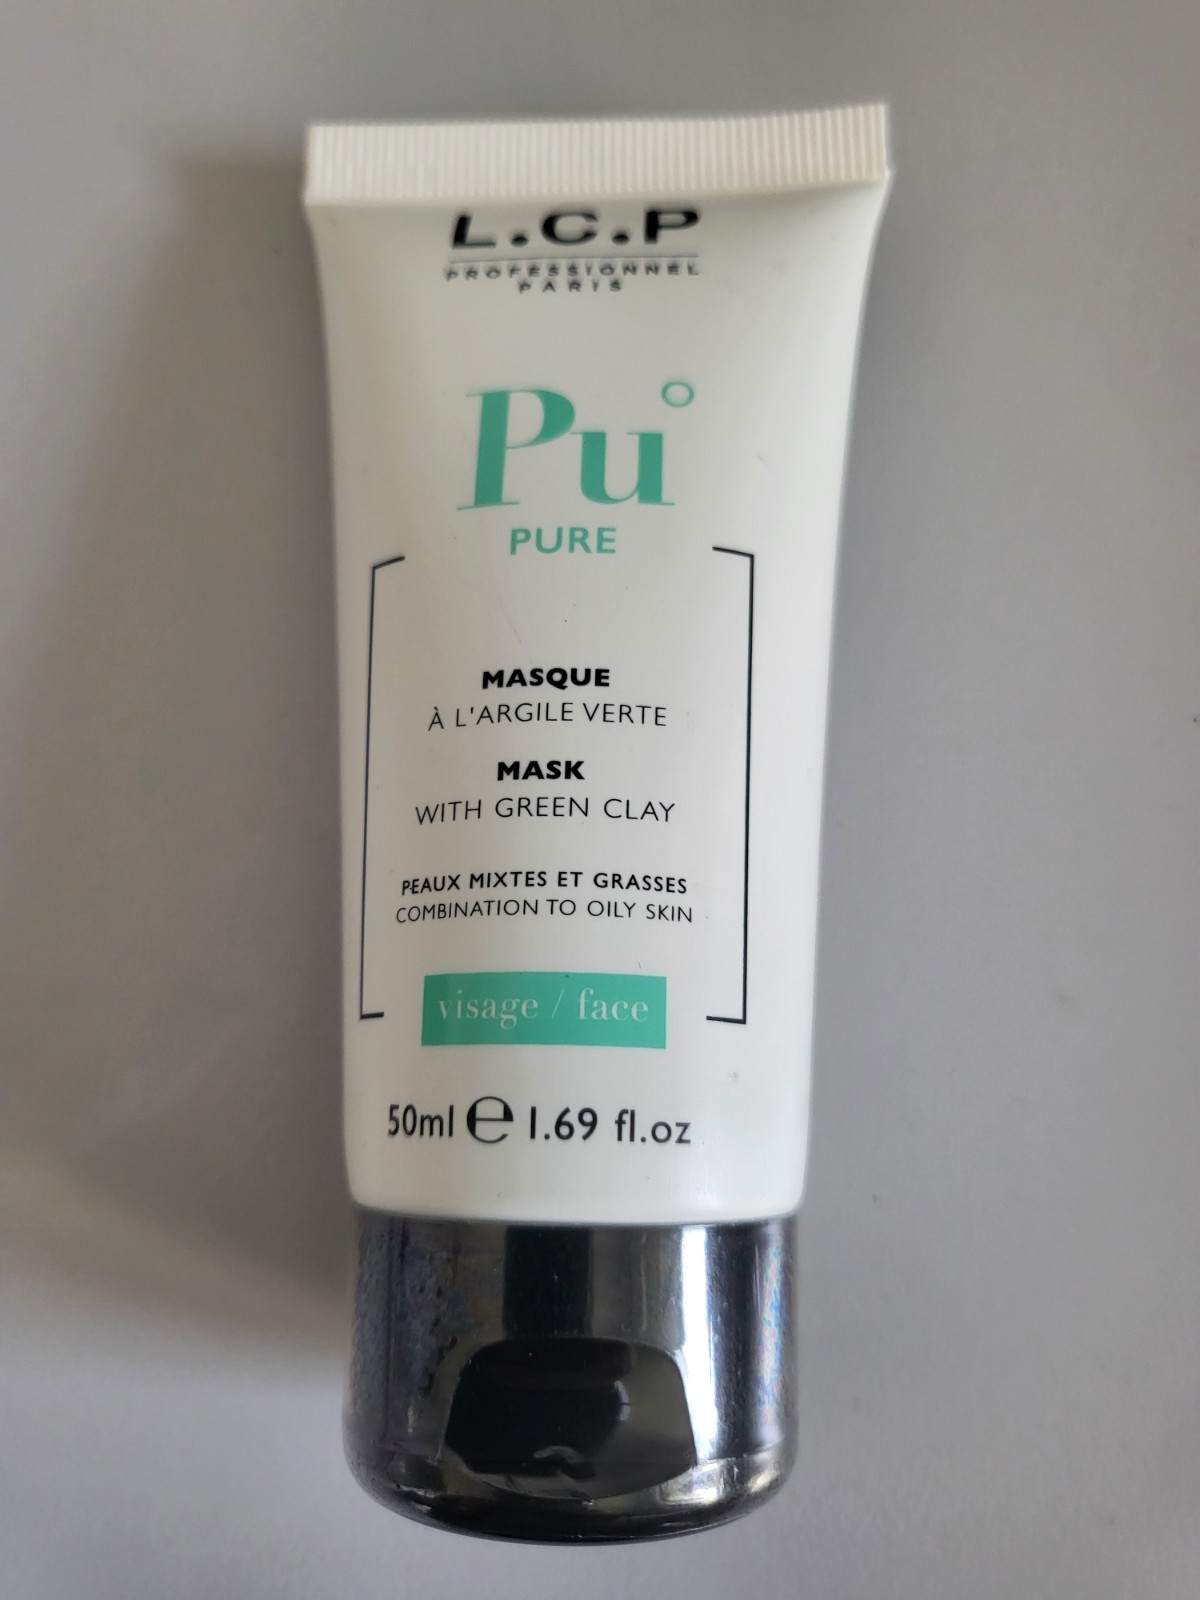 L.C.P
PROFESSIONNEL
PARIS
Pu°
PURE
MASQUE
À L'ARGILE VERTE
MASK
WITH GREEN CLAY
PEAUX MIXTES ET GRASSES
COMBINATION TO OILY SKIN
visage / face
50ml e 1.69 fl.oz